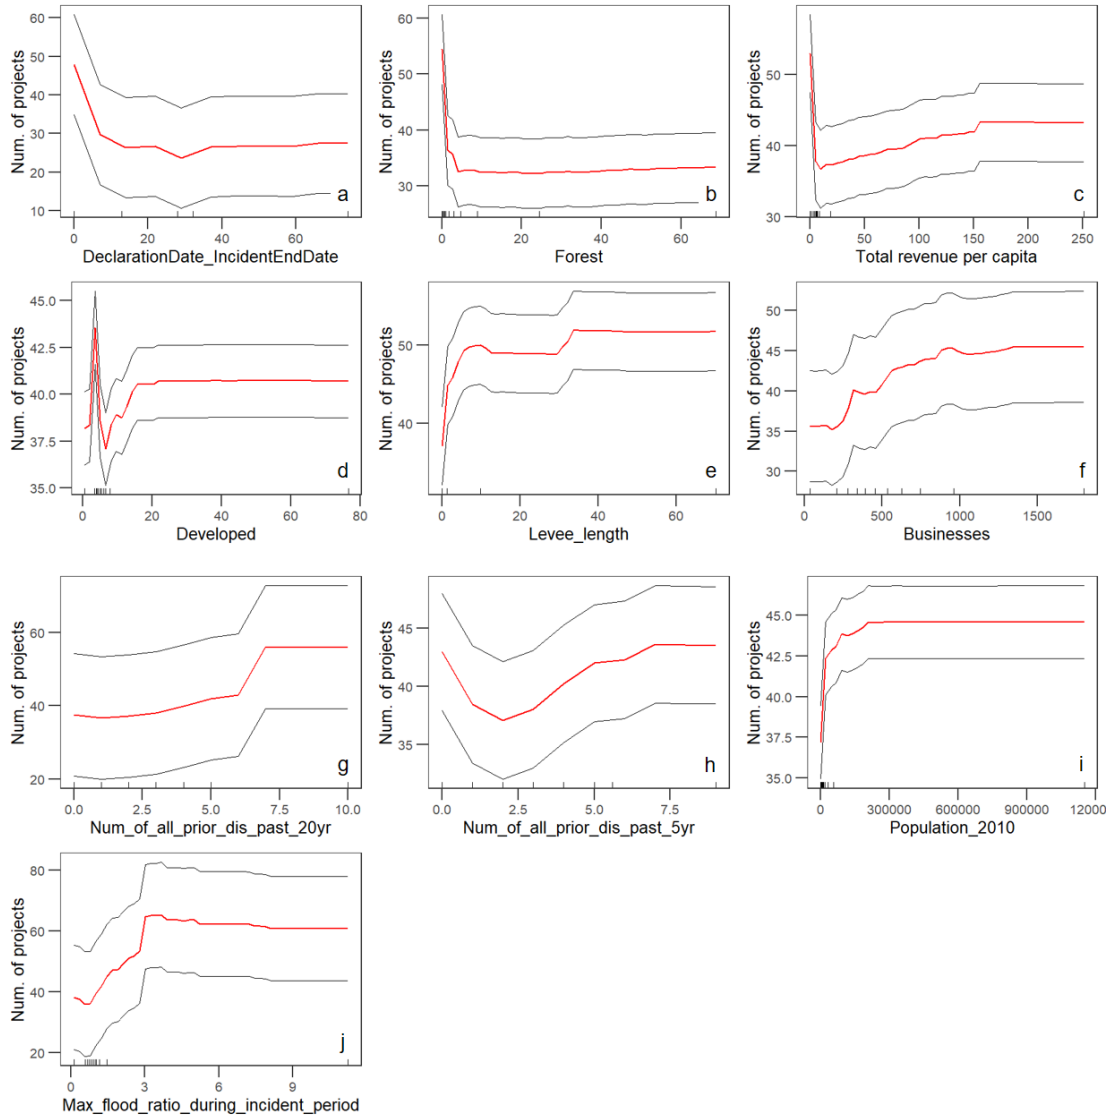 60
50
40
30
20
10
Num. of projects
a
0 20 40 60
DeclarationDate_IncidentEndDate
60
50
40
30
Num. of projects
b
0 20 40 60
Forest
50
40
30
Num. of projects
c
0 50 100 150 200 250
Total revenue per capita
45.0
42.5
40.0
37.5
35.0
Num. of projects
d
0 20 40 60 80
Developed
50
40
Num. of projects
e
0 20 40 60
Levee_length
50
45
40
35
30
Num. of projects
f
0 500 1000 1500
Businesses
60
40
20
Num. of projects
g
0.0 2.5 5.0 7.5 10.0
Num_of_all_prior_dis_past_20yr
45
40
35
Num. of projects
h
0.0 2.5 5.0 7.5
Num_of_all_prior_dis_past_5yr
45.0
42.5
40.0
37.5
35.0
Num. of projects
i
0 300000 600000 900000 12000
Population_2010
80
60
40
20
Num. of projects
j
0 3 6 9
Max_flood_ratio_during_incident_period